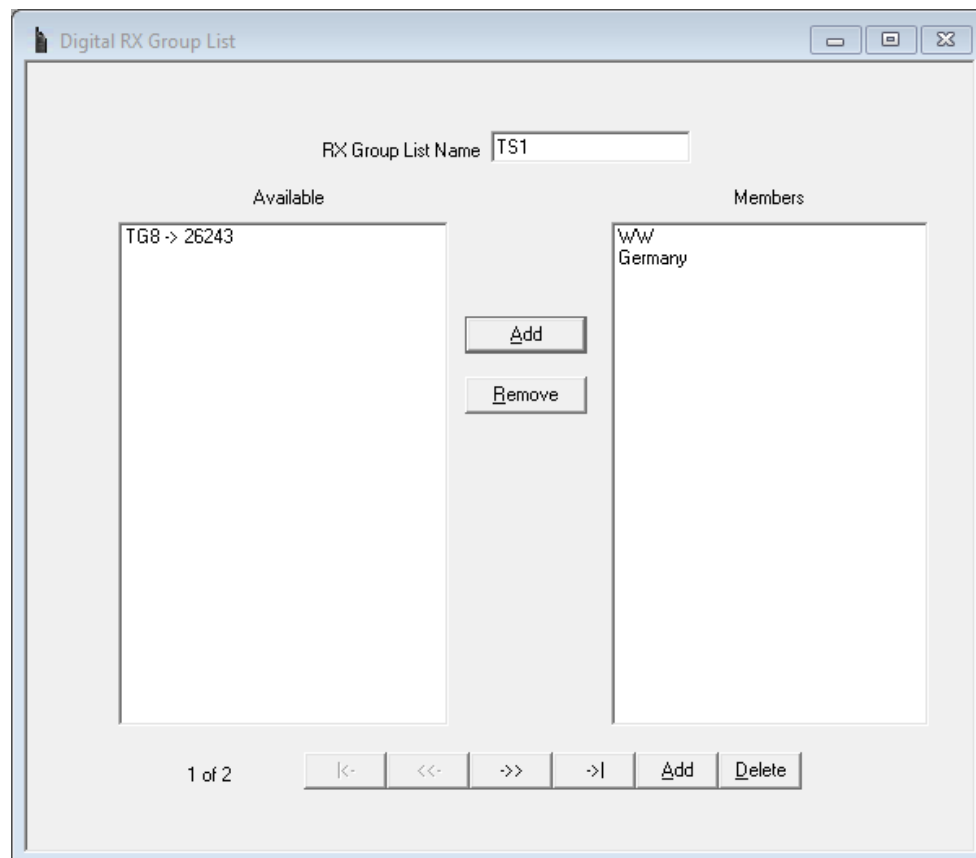 Digital RX Group List
RX Group List Name TS1
Available Members
TG8 -> 26243
WW
Germany
Add
Remove
1 of 2 |<- <<- ->> ->| Add Delete